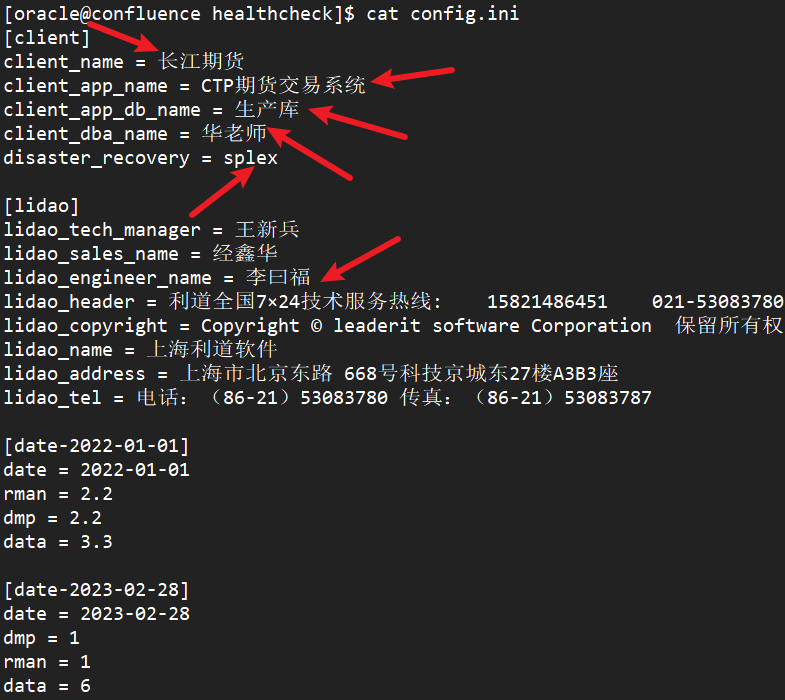 [oracle@confluence healthcheck]$ cat config.ini
[client]
client_name = 长江期货
client_app_name = CTP期货交易系统
client_app_db_name = 生产库
client_dba_name = 华老师
disaster_recovery = splex
[lidao]
lidao_tech_manager = 王新兵
lidao_sales_name = 经鑫华
lidao_engineer_name = 李曰福
lidao_header = 利道全国7×24技术服务热线: 15821486451 021-53083780
lidao_copyright = Copyright © leaderit software Corporation 保留所有权
lidao_name = 上海利道软件
lidao_address = 上海市北京东路 668号科技京城东27楼A3B3座
lidao_tel = 电话: (86-21) 53083780 传真: (86-21) 53083787
[date-2022-01-01]
date = 2022-01-01
rman = 2.2
dmp = 2.2
data = 3.3
[date-2023-02-28]
date = 2023-02-28
dmp = 1
rman = 1
data = 6